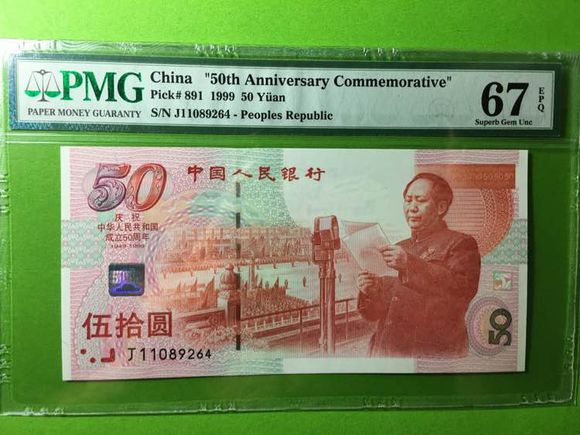 PMG
PAPER MONEY GUARANTY
China "50th Anniversary Commemorative"
Pick# 891 1999 50 Yüan
S/N J11089264 - Peoples Republic
67 EPQ
Superb Gem Unc
50
中国人民银行
庆祝
中华人民共和国
成立50周年
1949-1999
伍拾圆
J11089264
50